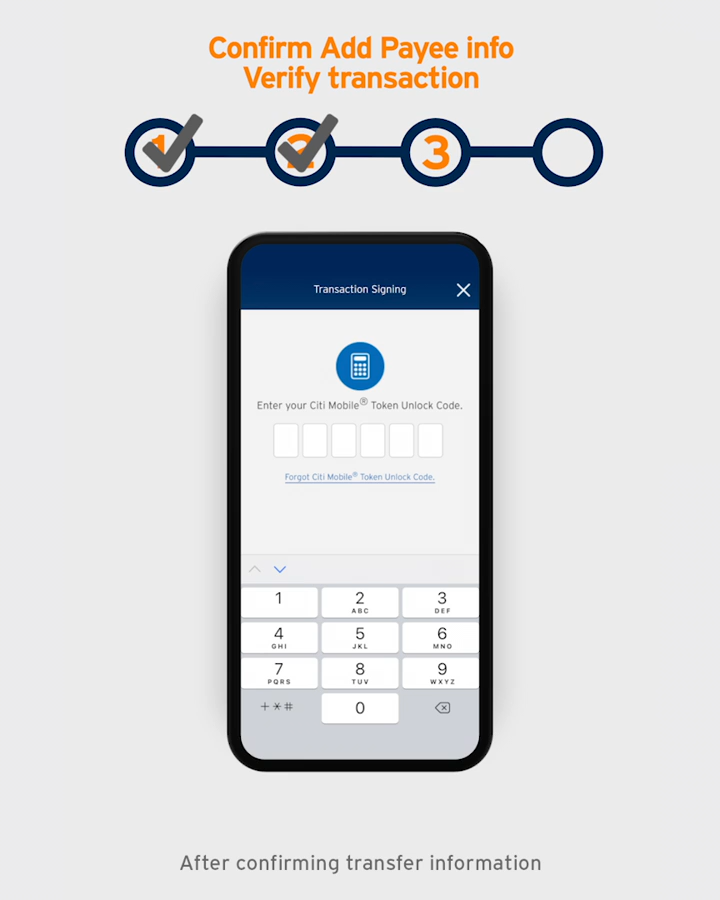 Confirm Add Payee info
Verify transaction
1 2 3
Transaction Signing
Enter your Citi Mobile® Token Unlock Code.
Forgot Citi Mobile® Token Unlock Code.
1 2 3
ABC DEF
4 5 6
GHI JKL MNO
7 8 9
PQRS TUV WXYZ
+*# 0
After confirming transfer information